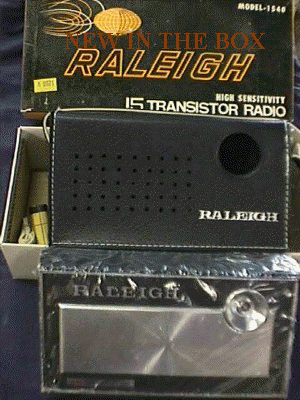 MODEL-1540
NEW IN THE BOX
RALEIGH
HIGH SENSITIVITY
15 TRANSISTOR RADIO
RALEIGH
RALEIGH